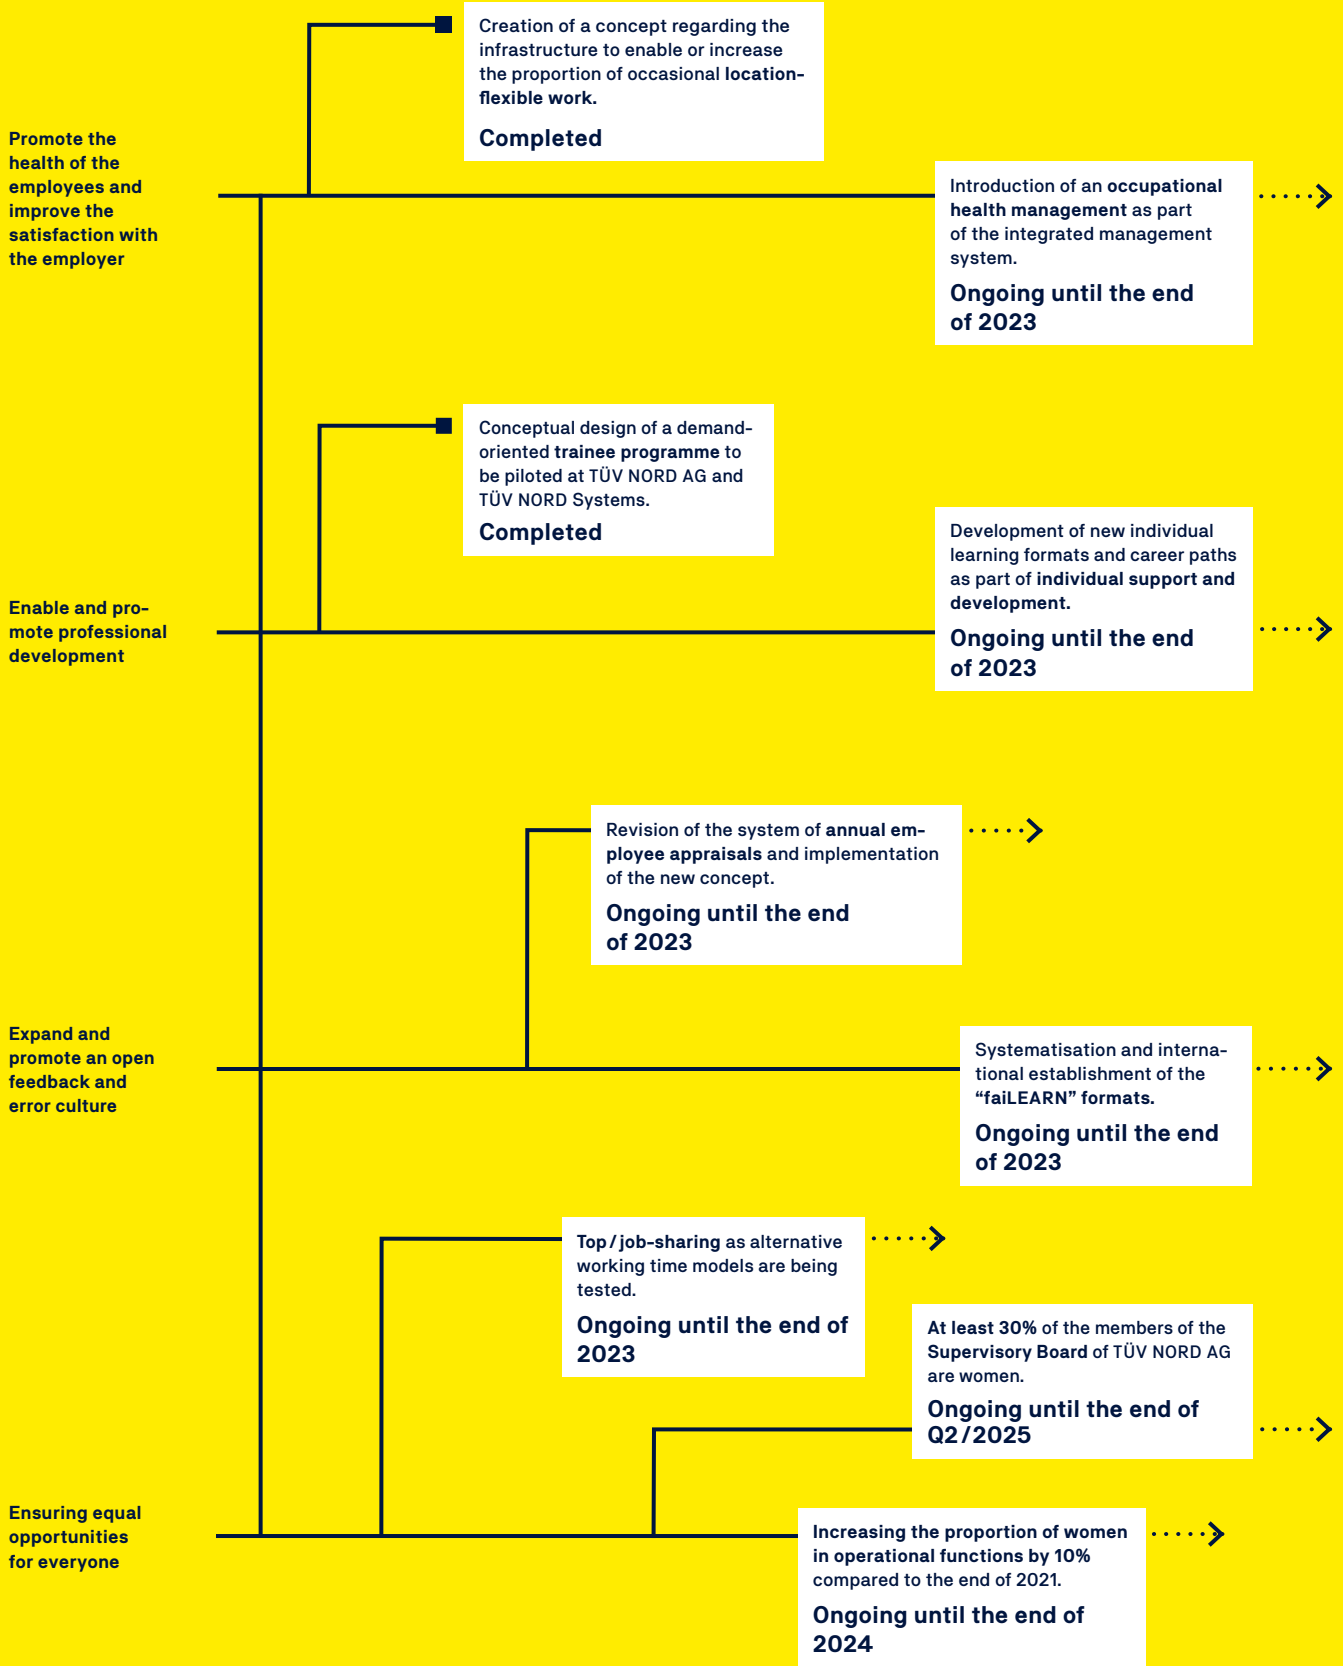 Creation of a concept regarding the
infrastructure to enable or increase
the proportion of occasional location-
flexible work.
Completed
Promote the
health of the
employees and
improve the
satisfaction with
the employer
Introduction of an occupational
health management as part
of the integrated management
system.
Ongoing until the end
of 2023
Conceptual design of a demand-
oriented trainee programme to
be piloted at TÜV NORD AG and
TÜV NORD Systems.
Completed
Enable and pro-
mote professional
development
Development of new individual
learning formats and career paths
as part of individual support and
development.
Ongoing until the end
of 2023
Revision of the system of annual em-
ployee appraisals and implementation
of the new concept.
Ongoing until the end
of 2023
Expand and
promote an open
feedback and
error culture
Systematisation and interna-
tional establishment of the
“faiLEARN” formats.
Ongoing until the end
of 2023
Top / job-sharing as alternative
working time models are being
tested.
Ongoing until the end of
2023
At least 30% of the members of the
Supervisory Board of TÜV NORD AG
are women.
Ongoing until the end of
Q2 / 2025
Ensuring equal
opportunities
for everyone
Increasing the proportion of women
in operational functions by 10%
compared to the end of 2021.
Ongoing until the end of
2024